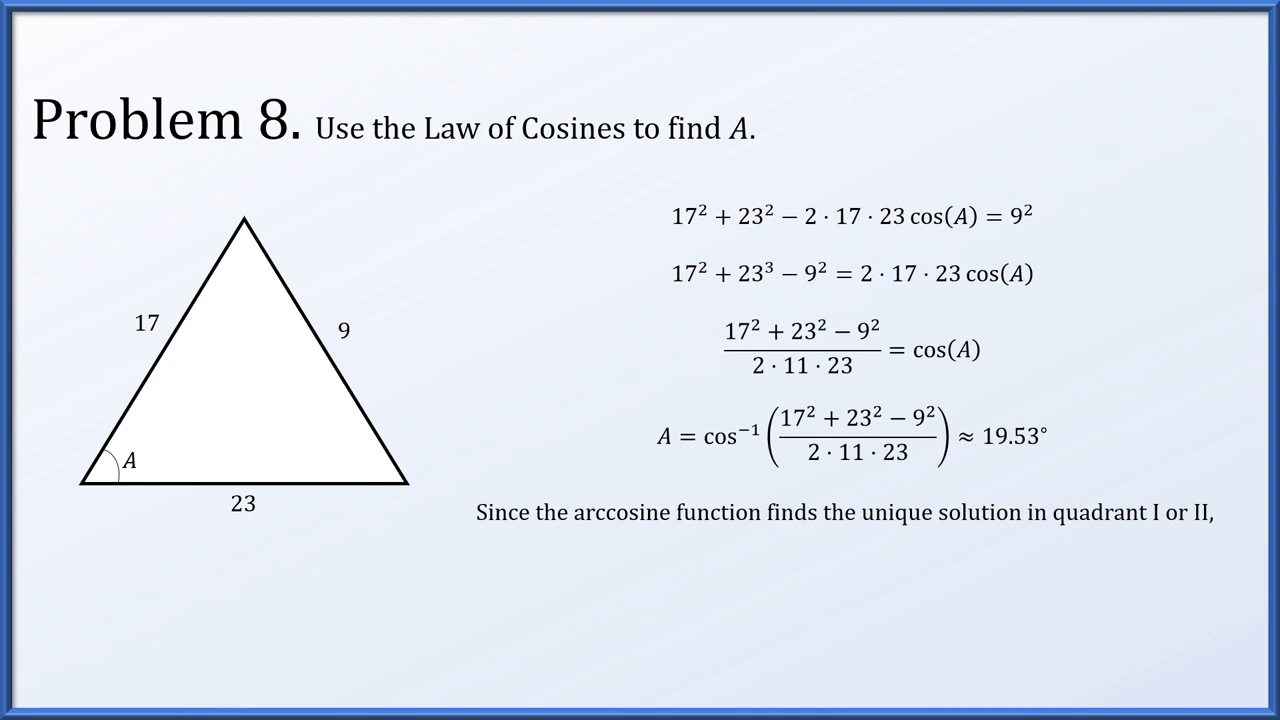 Problem 8. Use the Law of Cosines to find A.
17² + 23² − 2 · 17 · 23 cos(A) = 9²
17² + 23³ − 9² = 2 · 17 · 23 cos(A)
17² + 23² − 9²
2 · 11 · 23
= cos(A)
A = cos⁻¹ (17² + 23² − 9² / 2 · 11 · 23) ≈ 19.53°
17
9
A
23
Since the arccosine function finds the unique solution in quadrant I or II,